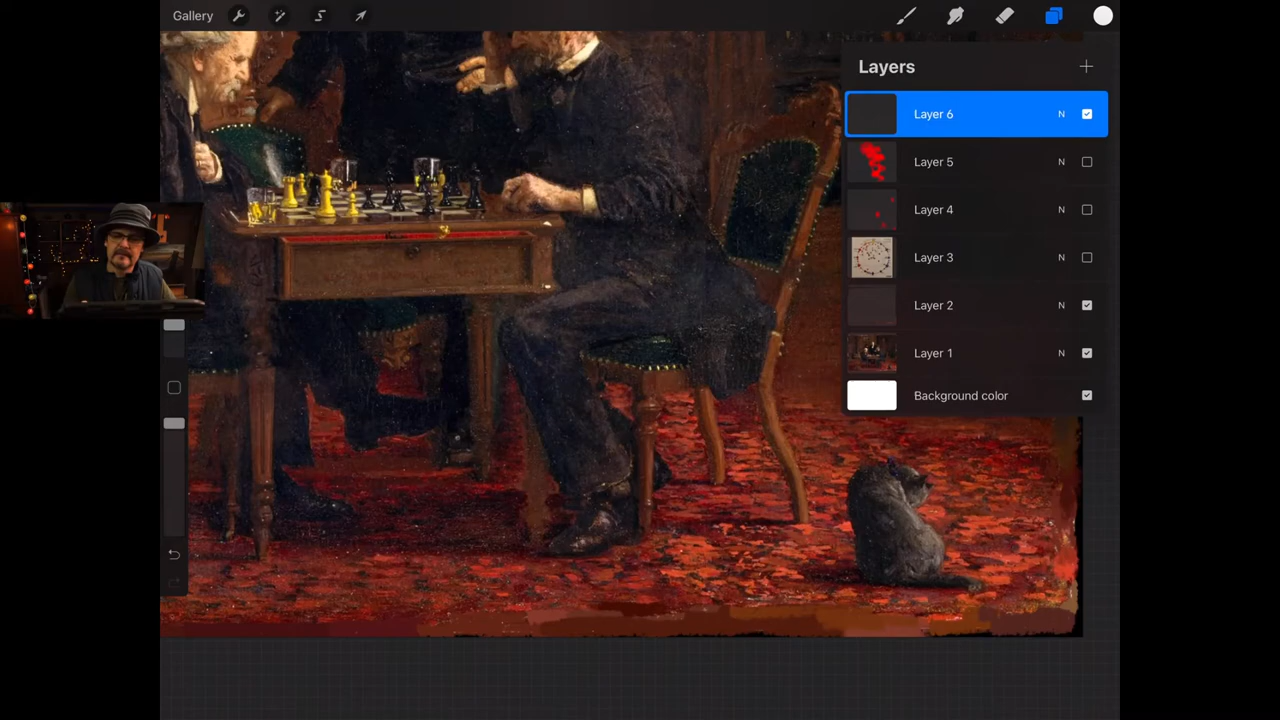 Gallery
Layers
Layer 6 N
Layer 5 N
Layer 4 N
Layer 3 N
Layer 2 N
Layer 1 N
Background color